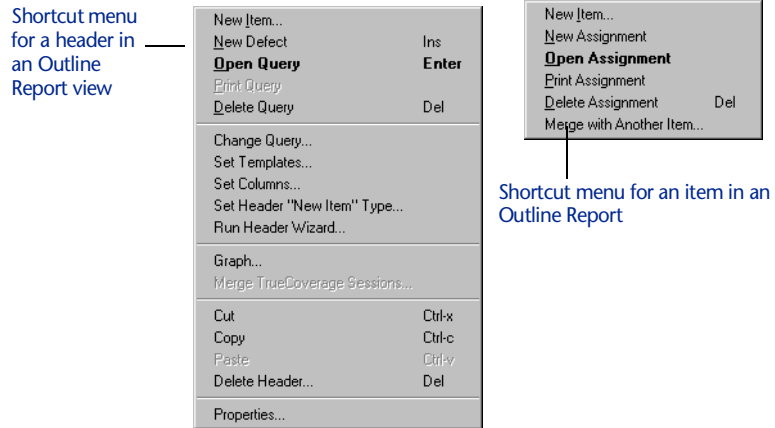 Shortcut menu
for a header in
an Outline
Report view
New Item...
New Defect Ins
Open Query Enter
Print Query
Delete Query Del
Change Query...
Set Templates...
Set Columns...
Set Header "New Item" Type...
Run Header Wizard...
Graph...
Merge TrueCoverage Sessions...
Cut Ctrl-x
Copy Ctrl-c
Paste Ctrl-v
Delete Header... Del
Properties...
New Item...
New Assignment
Open Assignment
Print Assignment
Delete Assignment Del
Merge with Another Item...
Shortcut menu for an item in an
Outline Report